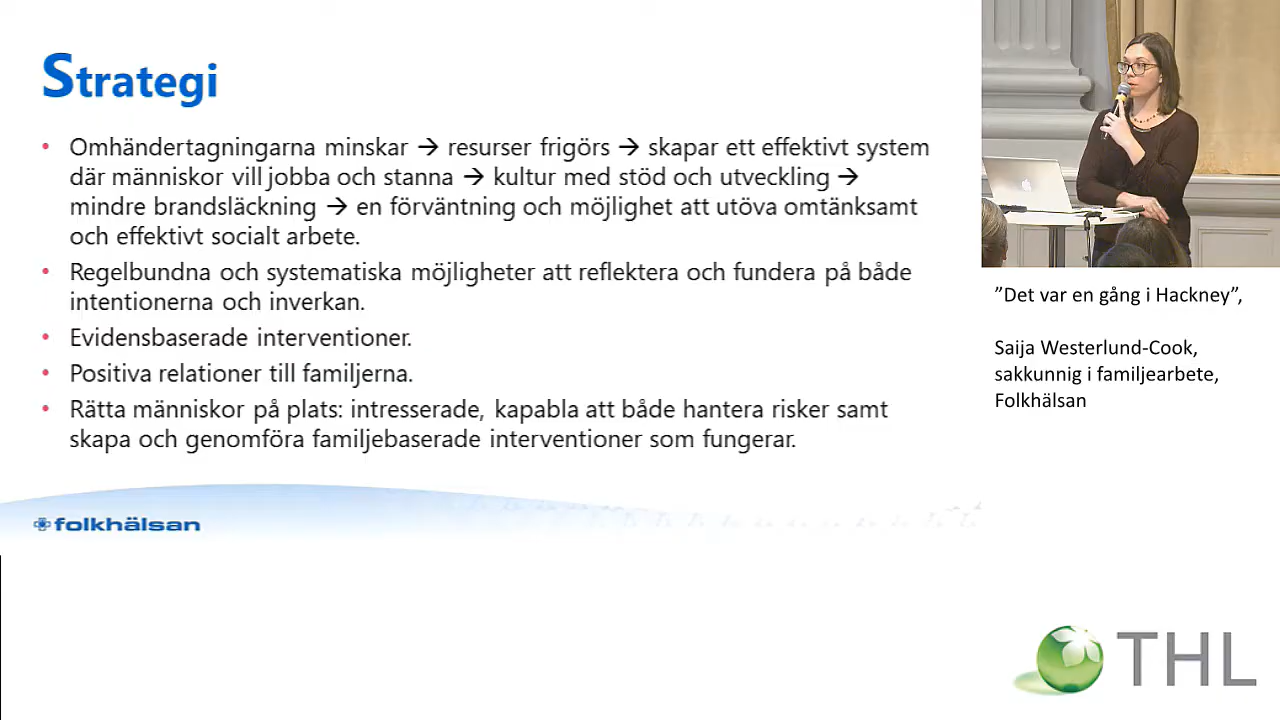 Strategi
• Omhändertagningarna minskar → resurser frigörs → skapar ett effektivt system
där människor vill jobba och stanna → kultur med stöd och utveckling →
mindre brandsläckning → en förväntning och möjlighet att utöva omtänksamt
och effektivt socialt arbete.
• Regelbundna och systematiska möjligheter att reflektera och fundera på både
intentionerna och inverkan.
• Evidensbaserade interventioner.
• Positiva relationer till familjerna.
• Rätta människor på plats: intresserade, kapabla att både hantera risker samt
skapa och genomföra familjebaserade interventioner som fungerar.
folkhälsan
”Det var en gång i Hackney”,
Saija Westerlund-Cook,
sakkunnig i familjearbete,
Folkhälsan
THL